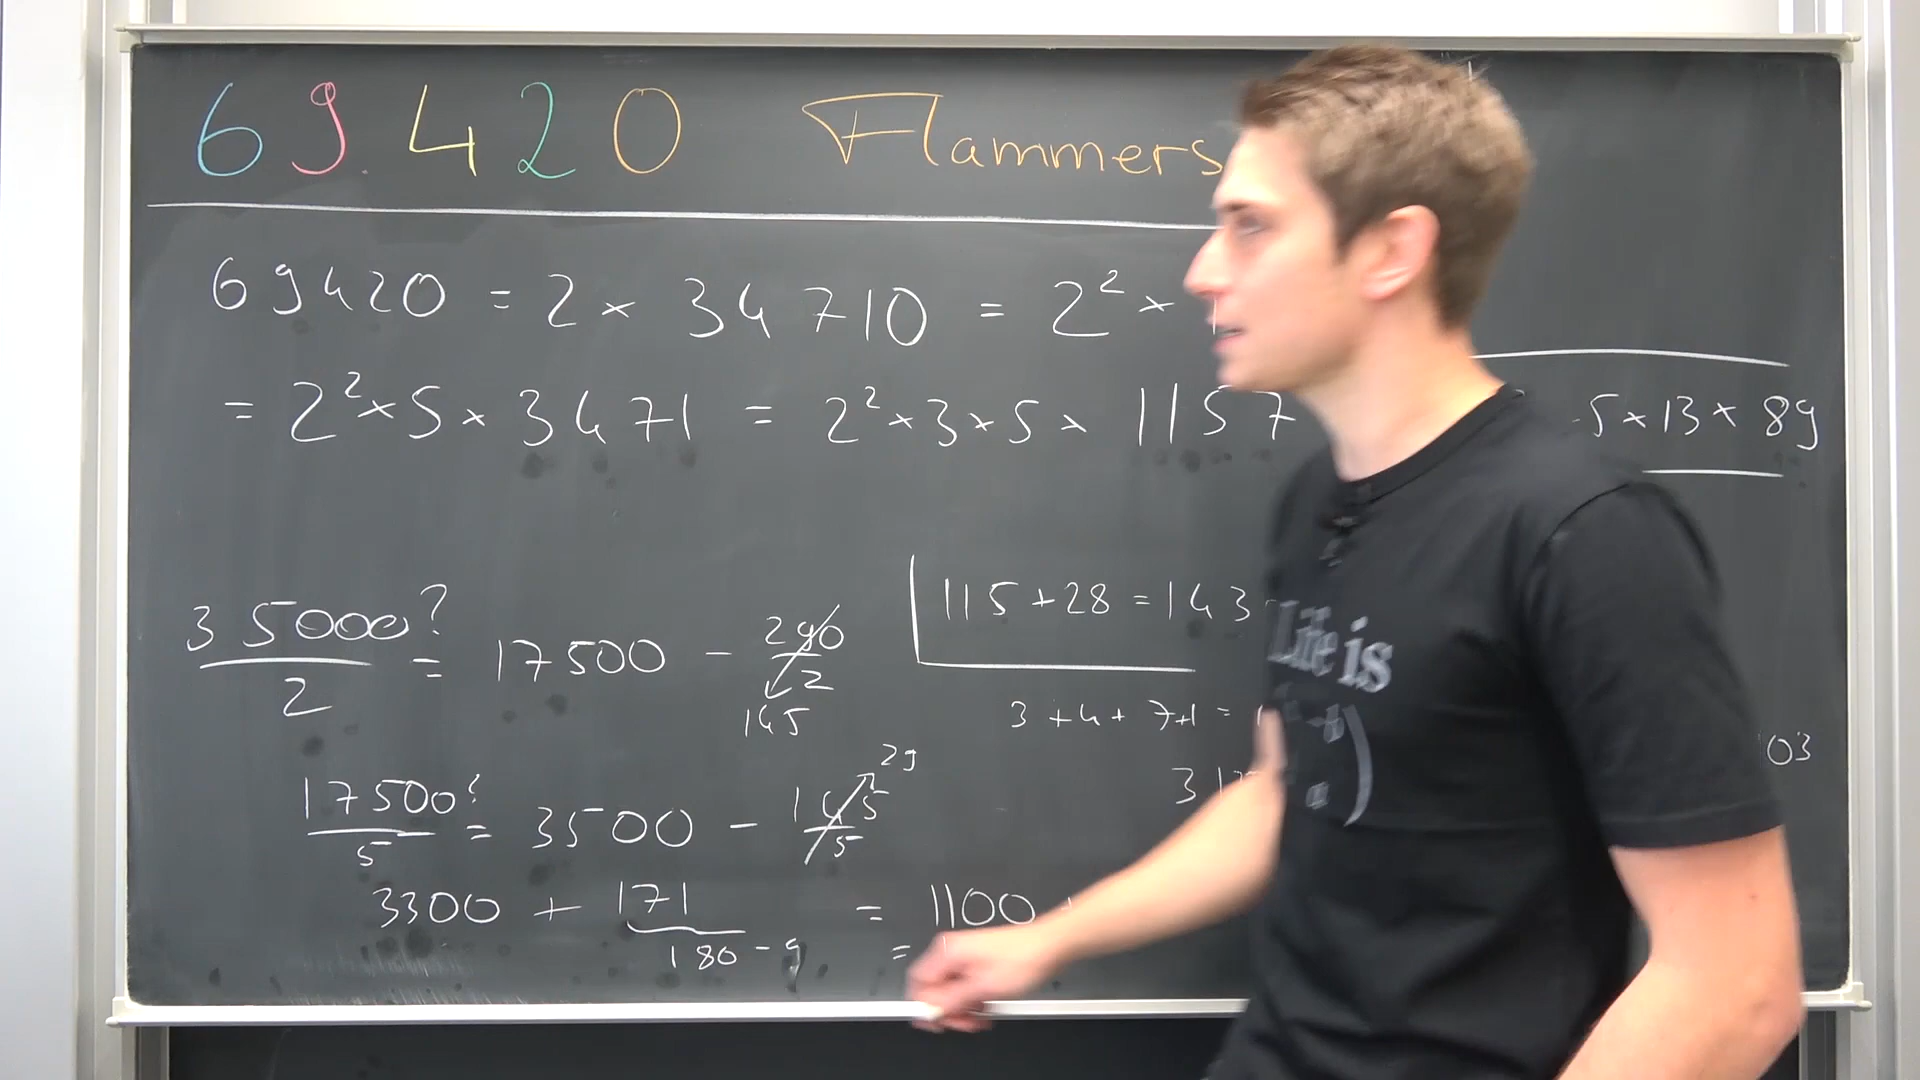 69.420 Flammers
69420 = 2 × 34710 = 2² ×
= 2² × 5 × 3471 = 2² × 3 × 5 × 1157
5 × 13 × 89
35000? / 2 = 17500 - 290 / 2
145
115 + 28 = 143
3 + 4 + 7 + 1 =
03
17500? / 5 = 3500 - 145 / 5
29
3300 + 171 = 1100
180 - 9 =
Life is